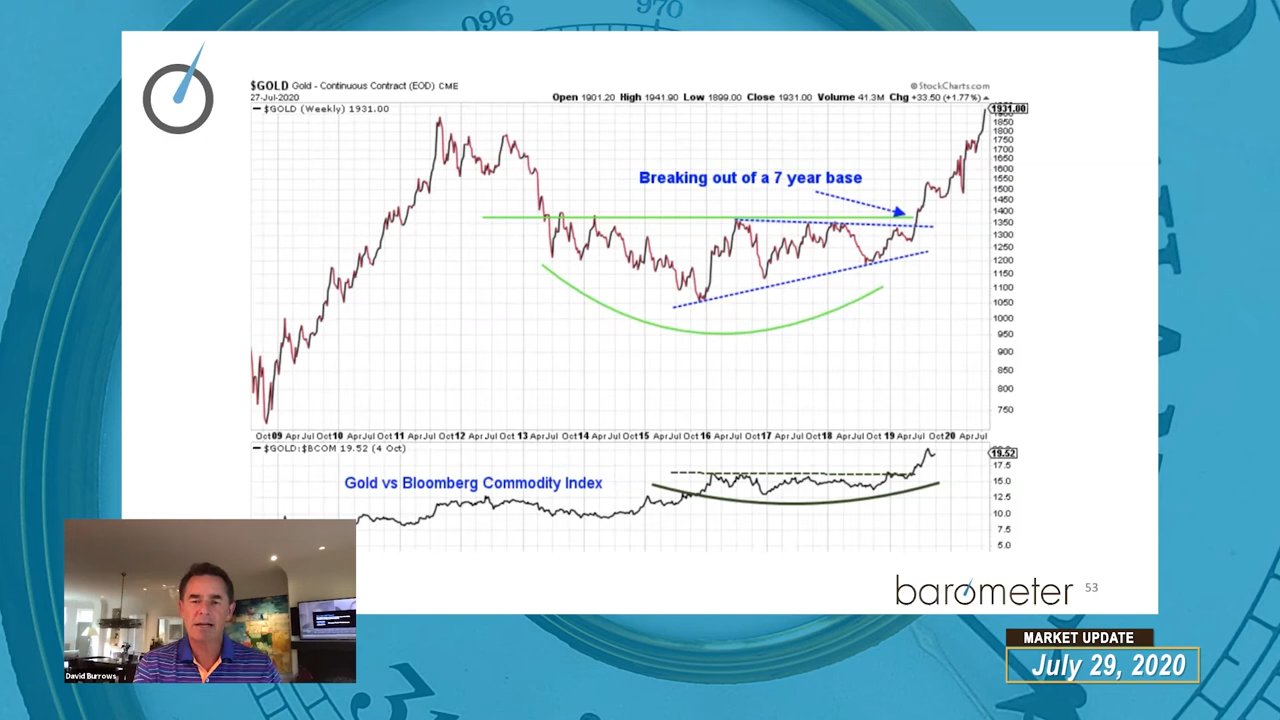 096
970
$GOLD Gold - Continuous Contract (EOD) CME
© StockCharts.com
27-Jul-2020
Open 1901.20 High 1941.90 Low 1899.00 Close 1931.00 Volume 41.3M Chg +33.50 (+1.77%)
$GOLD (Weekly) 1931.00
1931.00
1850
1800
1750
1700
1650
1600
1550
1500
1450
1400
1350
1300
1250
1200
1150
1100
1050
1000
950
900
850
800
750
Breaking out of a 7 year base
Oct 09 Apr Jul Oct 10 Apr Jul Oct 11 Apr Jul Oct 12 Apr Jul Oct 13 Apr Jul Oct 14 Apr Jul Oct 15 Apr Jul Oct 16 Apr Jul Oct 17 Apr Jul Oct 18 Apr Jul Oct 19 Apr Jul Oct 20 Apr Jul
$GOLD:$BCOM 19.52 (4 Oct)
19.52
17.5
15.0
12.5
10.0
7.5
5.0
Gold vs Bloomberg Commodity Index
David Burrows
barometer
53
MARKET UPDATE
July 29, 2020